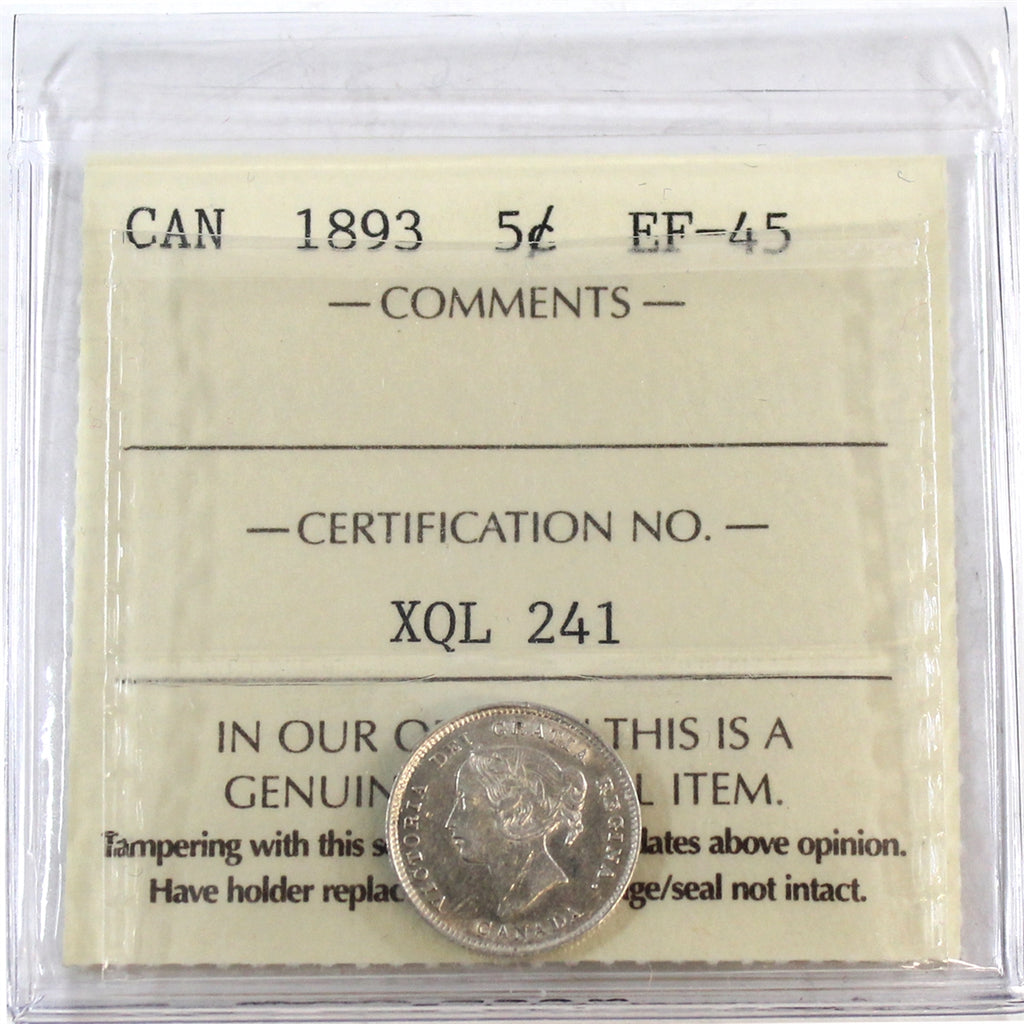 CAN 1893 5¢ EF-45
— COMMENTS —
— CERTIFICATION NO. —
XQL 241
IN OUR THIS IS A
GENUIN L ITEM.
Tampering with this s lates above opinion.
Have holder replac ge/seal not intact.
VICTORIA DEI GRATIA REGINA.
CANADA